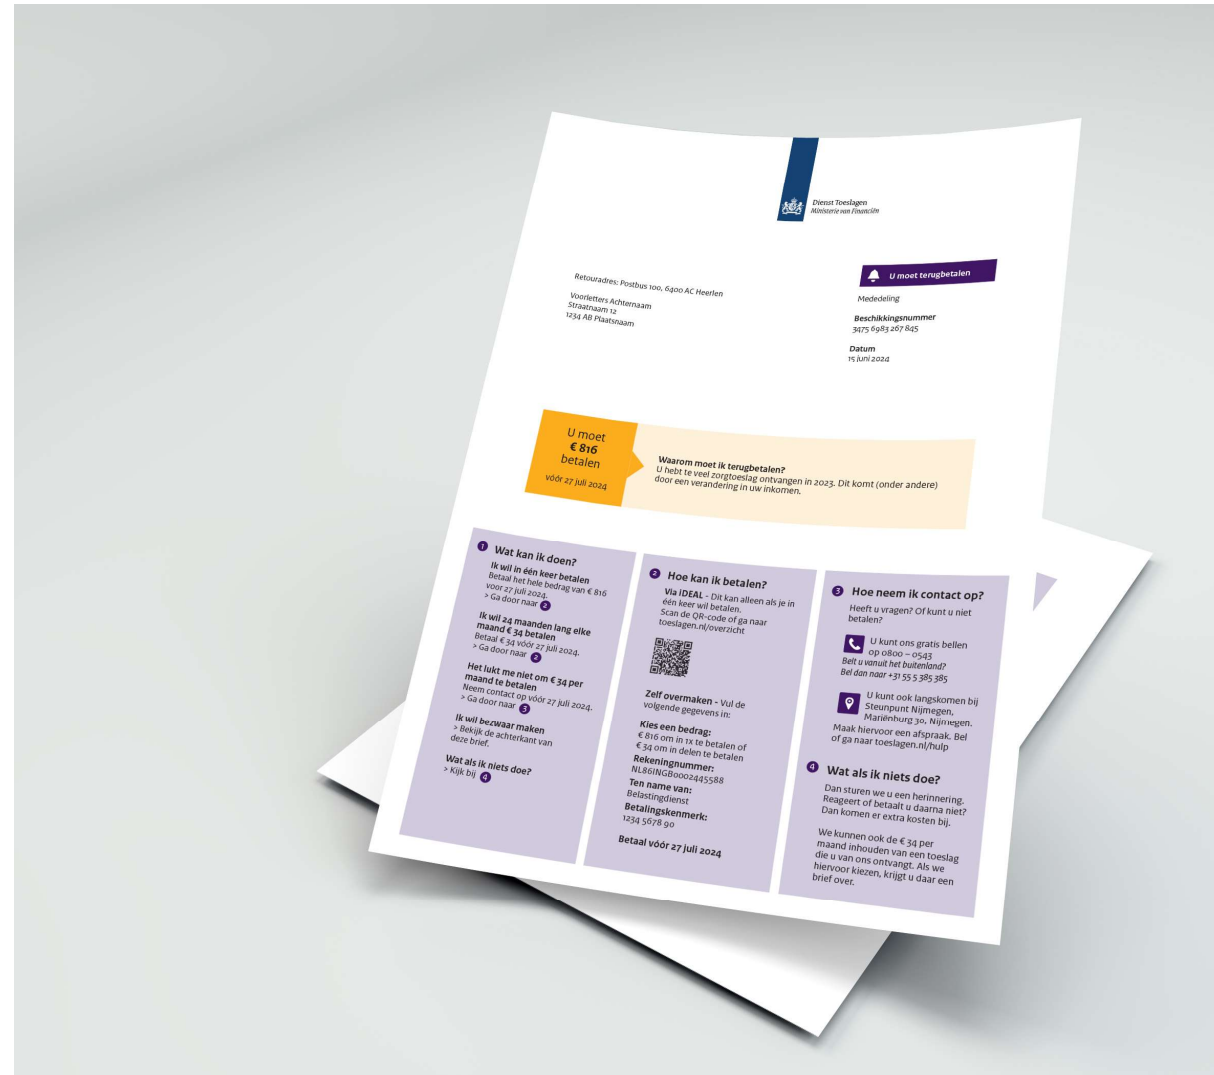 Dienst Toeslagen
Ministerie van Financiën
U moet terugbetalen
Retouradres: Postbus 100, 6400 AC Heerlen
Voorletters Achternaam
Straatnaam 12
1234 AB Plaatsnaam
Mededeling
Beschikkingsnummer
3475 6983 267 845
Datum
15 juni 2024
U moet
€ 816
betalen
vóór 27 juli 2024
Waarom moet ik terugbetalen?
U hebt te veel zorgtoeslag ontvangen in 2023. Dit komt (onder andere)
door een verandering in uw inkomen.
1 Wat kan ik doen?
Ik wil in één keer betalen
Betaal het hele bedrag van € 816
voor 27 juli 2024.
> Ga door naar 2
Ik wil 24 maanden lang elke
maand € 34 betalen
Betaal € 34 vóór 27 juli 2024.
> Ga door naar 2
Het lukt me niet om € 34 per
maand te betalen
Neem contact op vóór 27 juli 2024.
> Ga door naar 3
Ik wil bezwaar maken
> Bekijk de achterkant van
deze brief.
Wat als ik niets doe?
> Kijk bij 4
2 Hoe kan ik betalen?
Via iDEAL - Dit kan alleen als je in
één keer wil betalen.
Scan de QR-code of ga naar
toeslagen.nl/overzicht
Zelf overmaken - Vul de
volgende gegevens in:
Kies een bedrag:
€ 816 om in 1x te betalen of
€ 34 om in delen te betalen
Rekeningnummer:
NL86INGB0002445588
Ten name van:
Belastingdienst
Betalingskenmerk:
1234 5678 90
Betaal vóór 27 juli 2024
3 Hoe neem ik contact op?
Heeft u vragen? Of kunt u niet
betalen?
U kunt ons gratis bellen
op 0800 – 0543
Belt u vanuit het buitenland?
Bel dan naar +31 55 5 385 385
U kunt ook langskomen bij
Steunpunt Nijmegen,
Mariënburg 30, Nijmegen.
Maak hiervoor een afspraak. Bel
of ga naar toeslagen.nl/hulp
4 Wat als ik niets doe?
Dan sturen we u een herinnering.
Reageert of betaalt u daarna niet?
Dan komen er extra kosten bij.
We kunnen ook de € 34 per
maand inhouden van een toeslag
die u van ons ontvangt. Als we
hiervoor kiezen, krijgt u daar een
brief over.